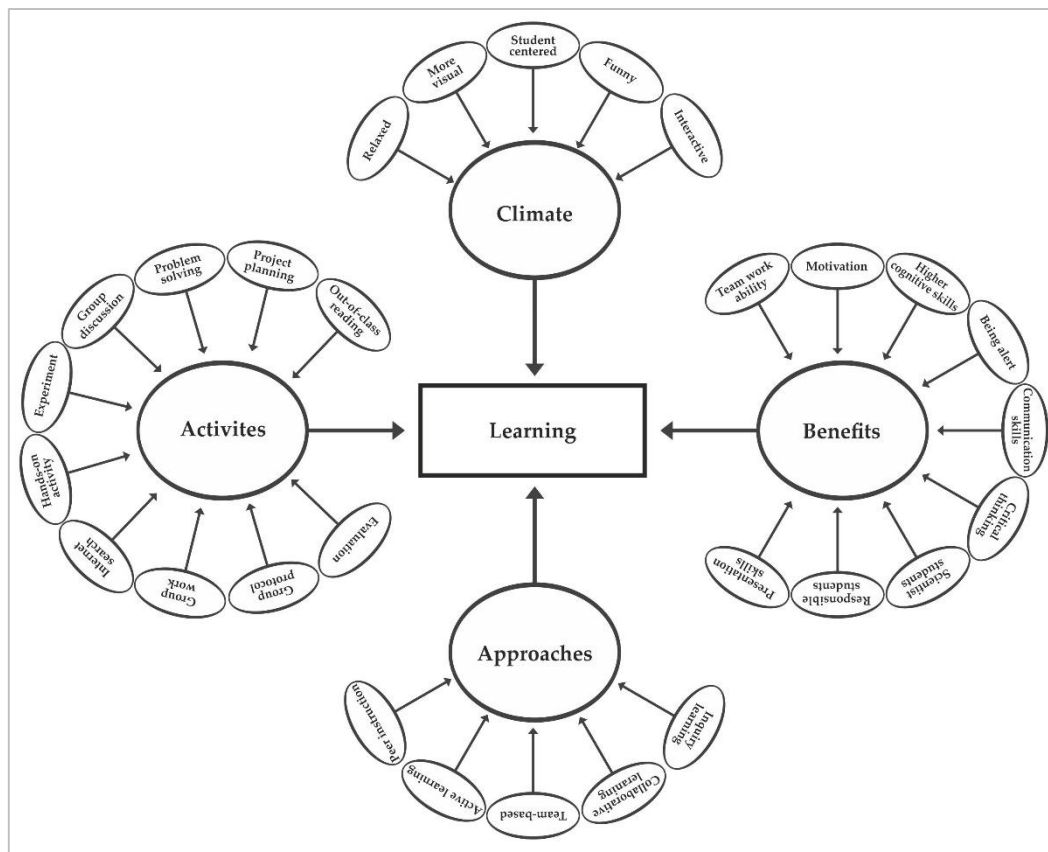 Relaxed
More
visual
Student
centered
Funny
Interactive
Climate
Experiment
Group
discussion
Problem
solving
Project
planning
Out-of-class
reading
Activites
Hands-on
activity
Internet
search
Group
work
Group
protocol
Evaluation
Learning
Team work
ability
Motivation
Higher
cognitive skills
Being alert
Communication
skills
Benefits
Critical
thinking
Scientist
students
Responsible
students
Presentation
skills
Approaches
Peer instruction
Active learning
Team-based
Collaborative
leraning
Inquiry
learning